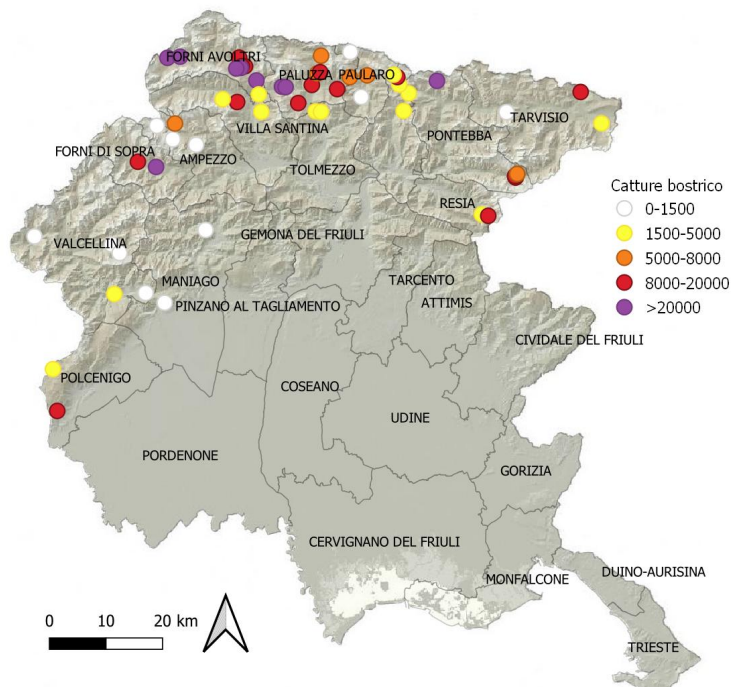 FORNI AVOLTRI
PALUZZA
PAULARO
TARVISIO
VILLA SANTINA
PONTEBBA
FORNI DI SOPRA
AMPEZZO
TOLMEZZO
Catture bostrico
0-1500
1500-5000
5000-8000
8000-20000
>20000
RESIA
VALCELLINA
GEMONA DEL FRIULI
MANIAGO
TARCENTO
PINZANO AL TAGLIAMENTO
ATTIMIS
CIVIDALE DEL FRIULI
POLCENIGO
COSEANO
UDINE
PORDENONE
GORIZIA
CERVIGNANO DEL FRIULI
MONFALCONE
DUINO-AURISINA
0 10 20 km
TRIESTE